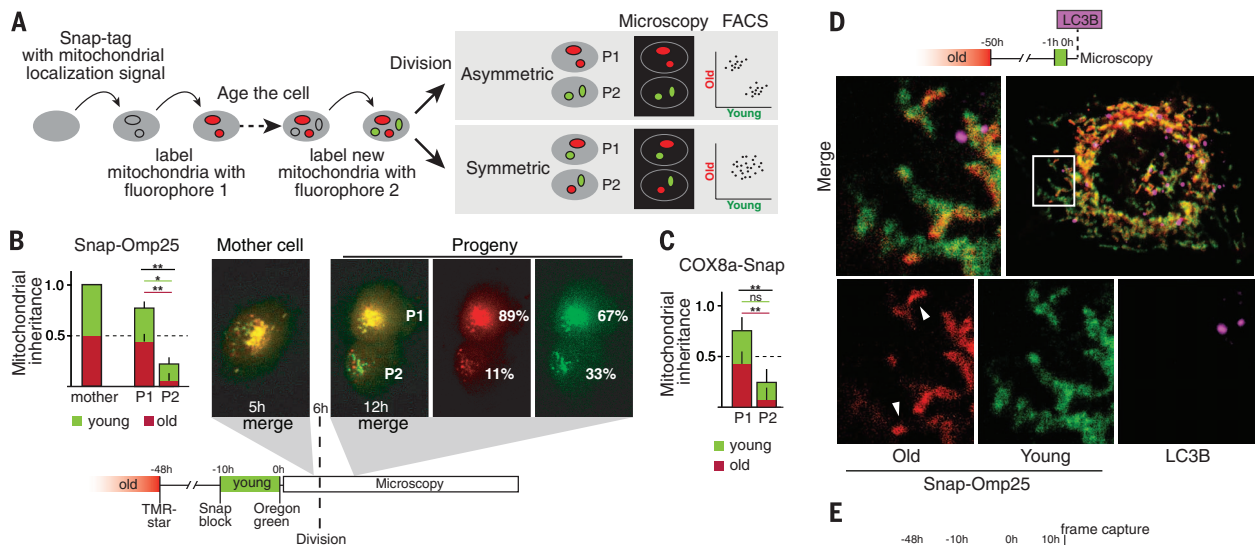 A
Snap-tag
with mitochondrial
localization signal
Age the cell
label
mitochondria with
fluorophore 1
label new
mitochondria with
fluorophore 2
Division
Microscopy
FACS
Asymmetric
P1
P2
Old
Young
Symmetric
P1
P2
Old
Young
B
Snap-Omp25
Mitochondrial
inheritance
1.0
0.5
**
*
**
mother
P1
P2
young
old
Mother cell
Progeny
5h
merge
6h
P1
P2
12h
merge
89%
11%
67%
33%
-48h
-10h
0h
old
young
Microscopy
TMR-
star
Snap
block
Oregon
green
Division
C
COX8a-Snap
Mitochondrial
inheritance
1.0
0.5
**
ns
**
P1
P2
young
old
D
LC3B
-50h
-1h 0h
old
Microscopy
Merge
Old
Young
LC3B
Snap-Omp25
E
frame capture
-48h
-10h
0h
10h